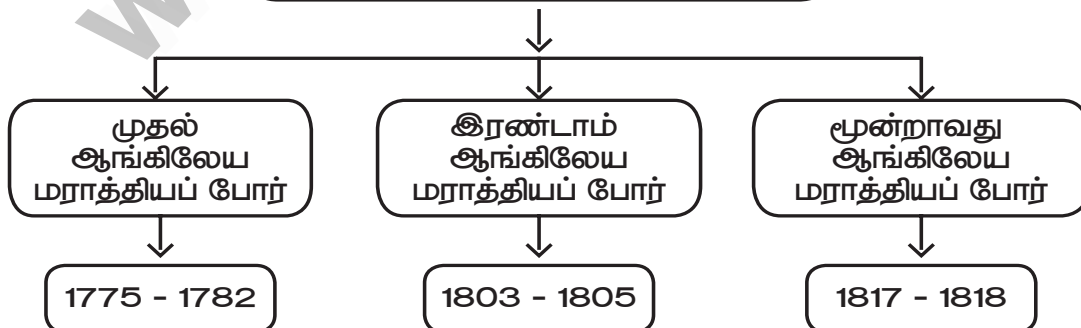 முதல்
ஆங்கிலேய
மராத்தியப் போர்
இரண்டாம்
ஆங்கிலேய
மராத்தியப் போர்
மூன்றாவது
ஆங்கிலேய
மராத்தியப் போர்
1775 - 1782
1803 - 1805
1817 - 1818